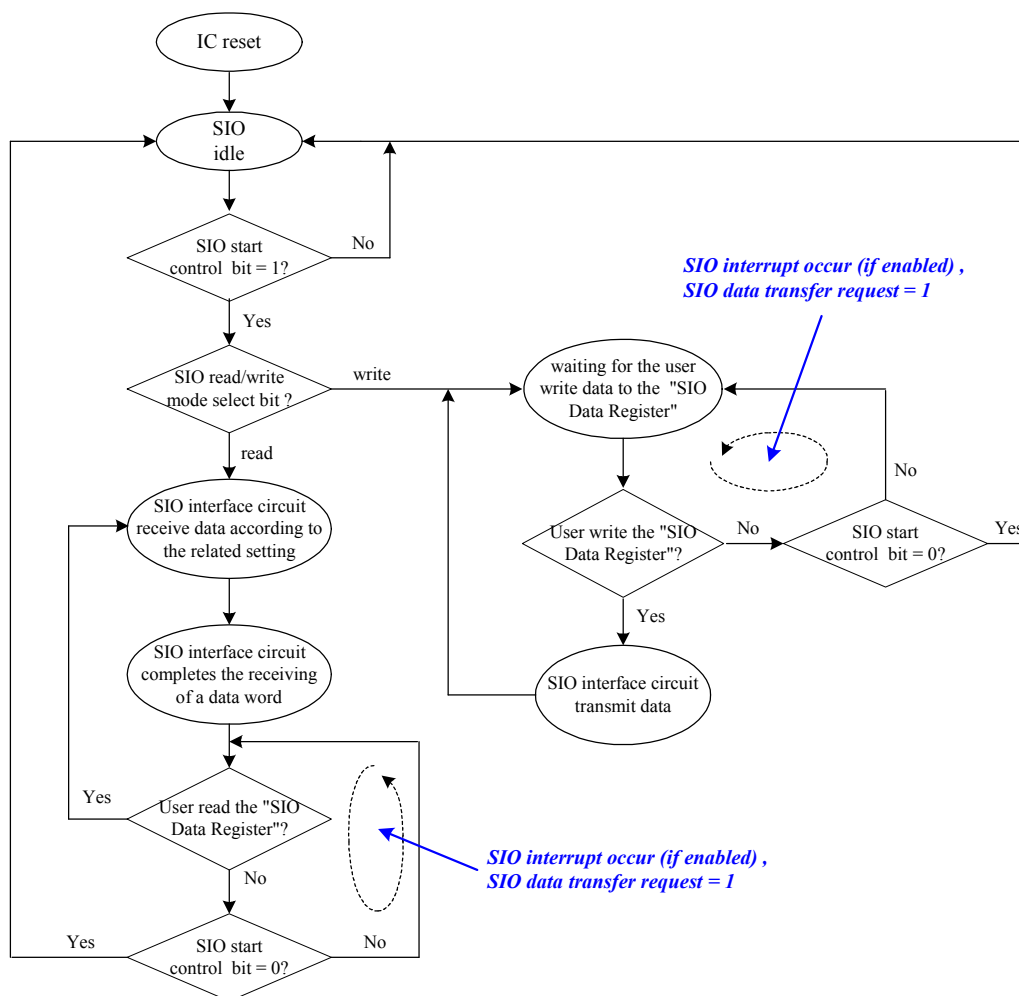 IC reset
SIO
idle
SIO start
control bit = 1?
No
Yes
SIO interrupt occur (if enabled) ,
SIO data transfer request = 1
SIO read/write
mode select bit ?
write
read
waiting for the user
write data to the "SIO
Data Register"
No
User write the "SIO
Data Register"?
No
SIO start
control bit = 0?
Yes
Yes
SIO interface circuit
transmit data
SIO interface circuit
receive data according to
the related setting
SIO interface circuit
completes the receiving
of a data word
User read the "SIO
Data Register"?
Yes
No
SIO interrupt occur (if enabled) ,
SIO data transfer request = 1
SIO start
control bit = 0?
Yes
No